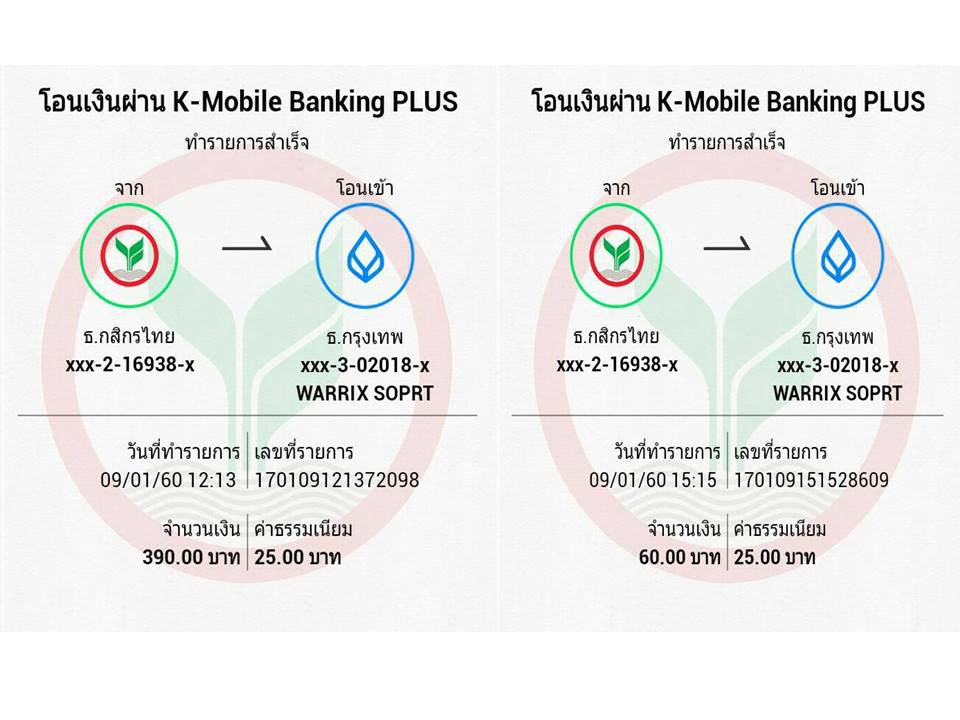 โอนเงินผ่าน K-Mobile Banking PLUS
ทำรายการสำเร็จ
จาก
โอนเข้า
ธ.กสิกรไทย
ธ.กรุงเทพ
xxx-2-16938-x
xxx-3-02018-x
WARRIX SOPRT
วันที่ทำรายการ
เลขที่รายการ
09/01/60 12:13
170109121372098
จำนวนเงิน
ค่าธรรมเนียม
390.00 บาท
25.00 บาท
โอนเงินผ่าน K-Mobile Banking PLUS
ทำรายการสำเร็จ
จาก
โอนเข้า
ธ.กสิกรไทย
ธ.กรุงเทพ
xxx-2-16938-x
xxx-3-02018-x
WARRIX SOPRT
วันที่ทำรายการ
เลขที่รายการ
09/01/60 15:15
170109151528609
จำนวนเงิน
ค่าธรรมเนียม
60.00 บาท
25.00 บาท